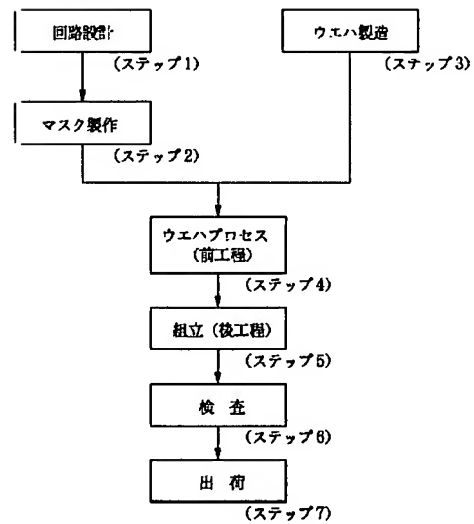 回路設計
(ステップ1)
ウエハ製造
(ステップ3)
マスク製作
(ステップ2)
ウエハプロセス
(前工程)
(ステップ4)
組立(後工程)
(ステップ5)
検 査
(ステップ6)
出 荷
(ステップ7)